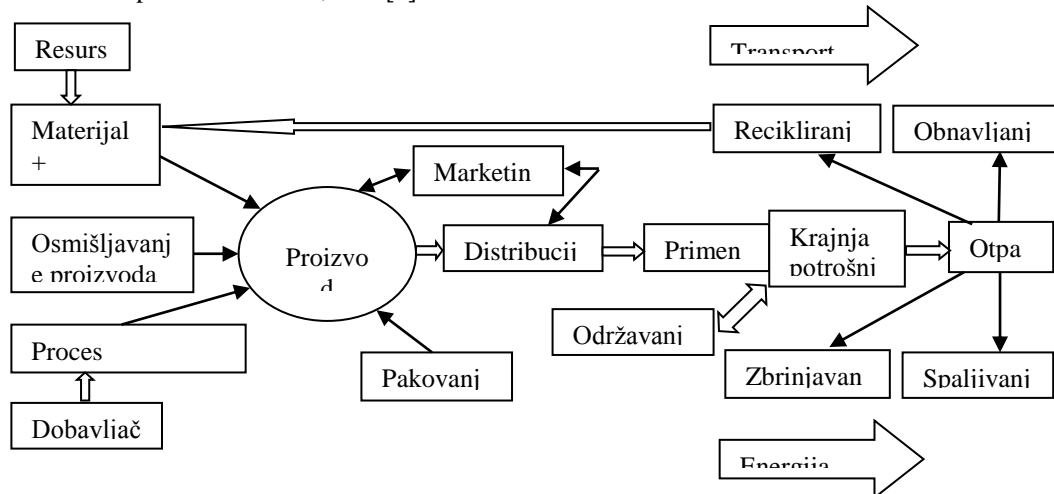 Resurs
Transport
Materijal
+
Recikliranj
Obnavljanj
Marketin
Osmišljavanj
e proizvoda
Proizvo
d
Distribucij
Primen
Krajnja
potrošnj
Otpa
Održavanj
Proces
Pakovanj
Zbrinjavan
Spaljivanj
Dobavljač
Energija